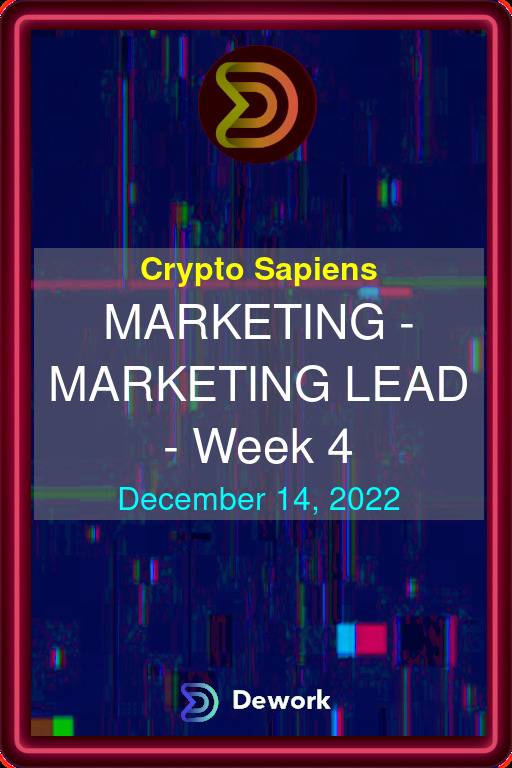 Crypto Sapiens
MARKETING -
MARKETING LEAD
- Week 4
December 14, 2022
Dework